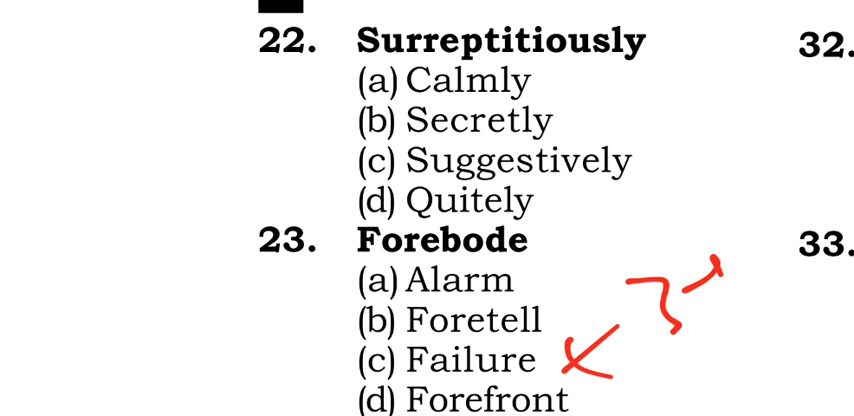 22. Surreptitiously
(a) Calmly
(b) Secretly
(c) Suggestively
(d) Quitely
23. Forebode
(a) Alarm
(b) Foretell
(c) Failure
(d) Forefront
32.
33.